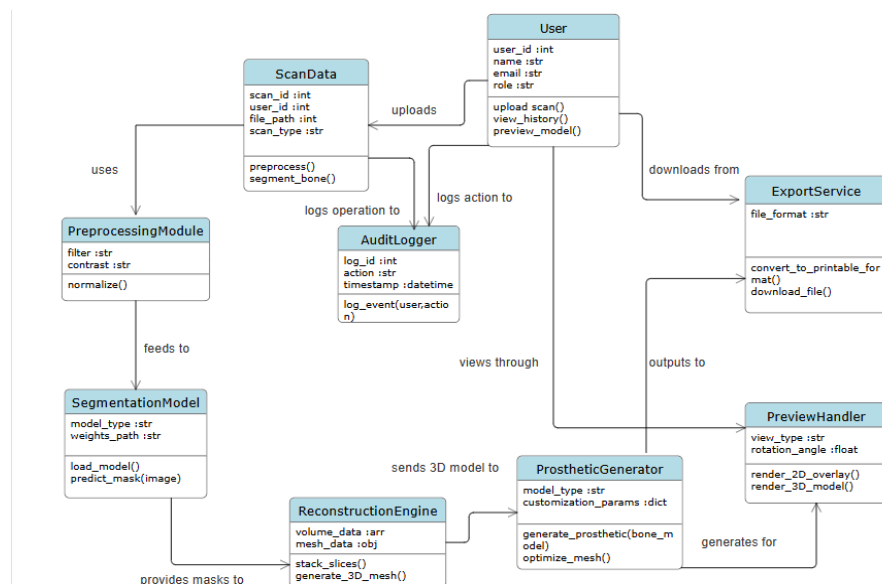 User
user_id :int
name :str
email :str
role :str
upload scan()
view_history()
preview_model()
ScanData
scan_id :int
user_id :int
file_path :int
scan_type :str
preprocess()
segment_bone()
uploads
uses
logs operation to
logs action to
downloads from
ExportService
file_format :str
convert_to_printable_for
mat()
download_file()
PreprocessingModule
filter :str
contrast :str
normalize()
AuditLogger
log_id :int
action :str
timestamp :datetime
log_event(user,actio
n)
feeds to
views through
outputs to
SegmentationModel
model_type :str
weights_path :str
load_model()
predict_mask(image)
PreviewHandler
view_type :str
rotation_angle :float
render_2D_overlay()
render_3D_model()
sends 3D model to
ProstheticGenerator
model_type :str
customization_params :dict
generate_prosthetic(bone_m
odel)
optimize_mesh()
generates for
ReconstructionEngine
volume_data :arr
mesh_data :obj
stack_slices()
generate_3D_mesh()
provides masks to